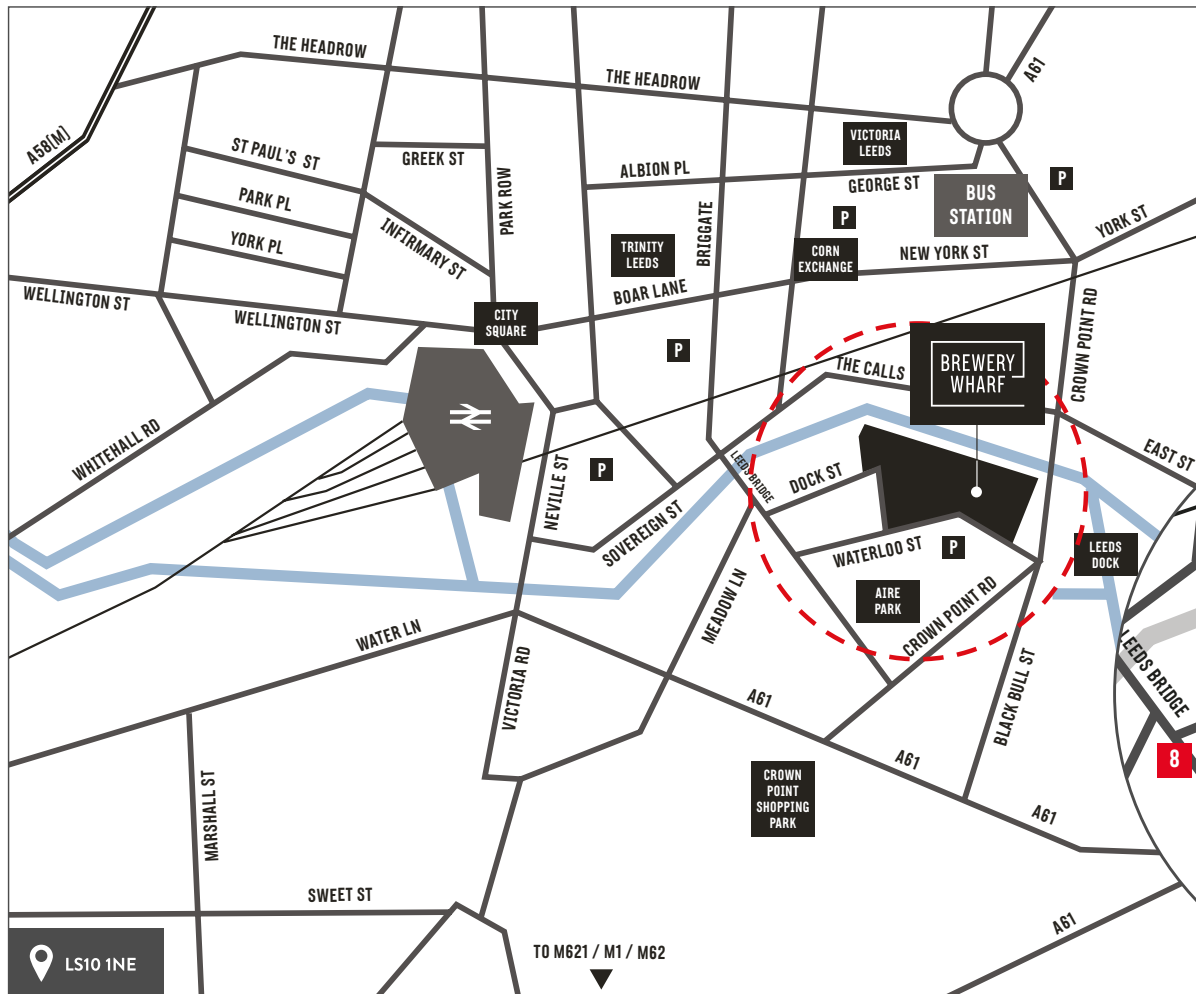 THE HEADROW
THE HEADROW
A61
A58(M)
VICTORIA
LEEDS
ST PAUL'S ST
GREEK ST
ALBION PL
GEORGE ST
P
BUS
STATION
PARK PL
PARK ROW
BRIGGATE
P
YORK ST
YORK PL
INFIRMARY ST
TRINITY
LEEDS
CORN
EXCHANGE
NEW YORK ST
WELLINGTON ST
WELLINGTON ST
BOAR LANE
CITY
SQUARE
CROWN POINT RD
P
THE CALLS
BREWERY
WHARF
WHITEHALL RD
EAST ST
P
NEVILLE ST
LEEDS BRIDGE
DOCK ST
SOVEREIGN ST
WATERLOO ST
P
LEEDS
DOCK
AIRE
PARK
MEADOW LN
CROWN POINT RD
WATER LN
LEEDS BRIDGE
VICTORIA RD
A61
BLACK BULL ST
A61
8
CROWN
POINT
SHOPPING
PARK
MARSHALL ST
A61
SWEET ST
A61
LS10 1NE
TO M621 / M1 / M62